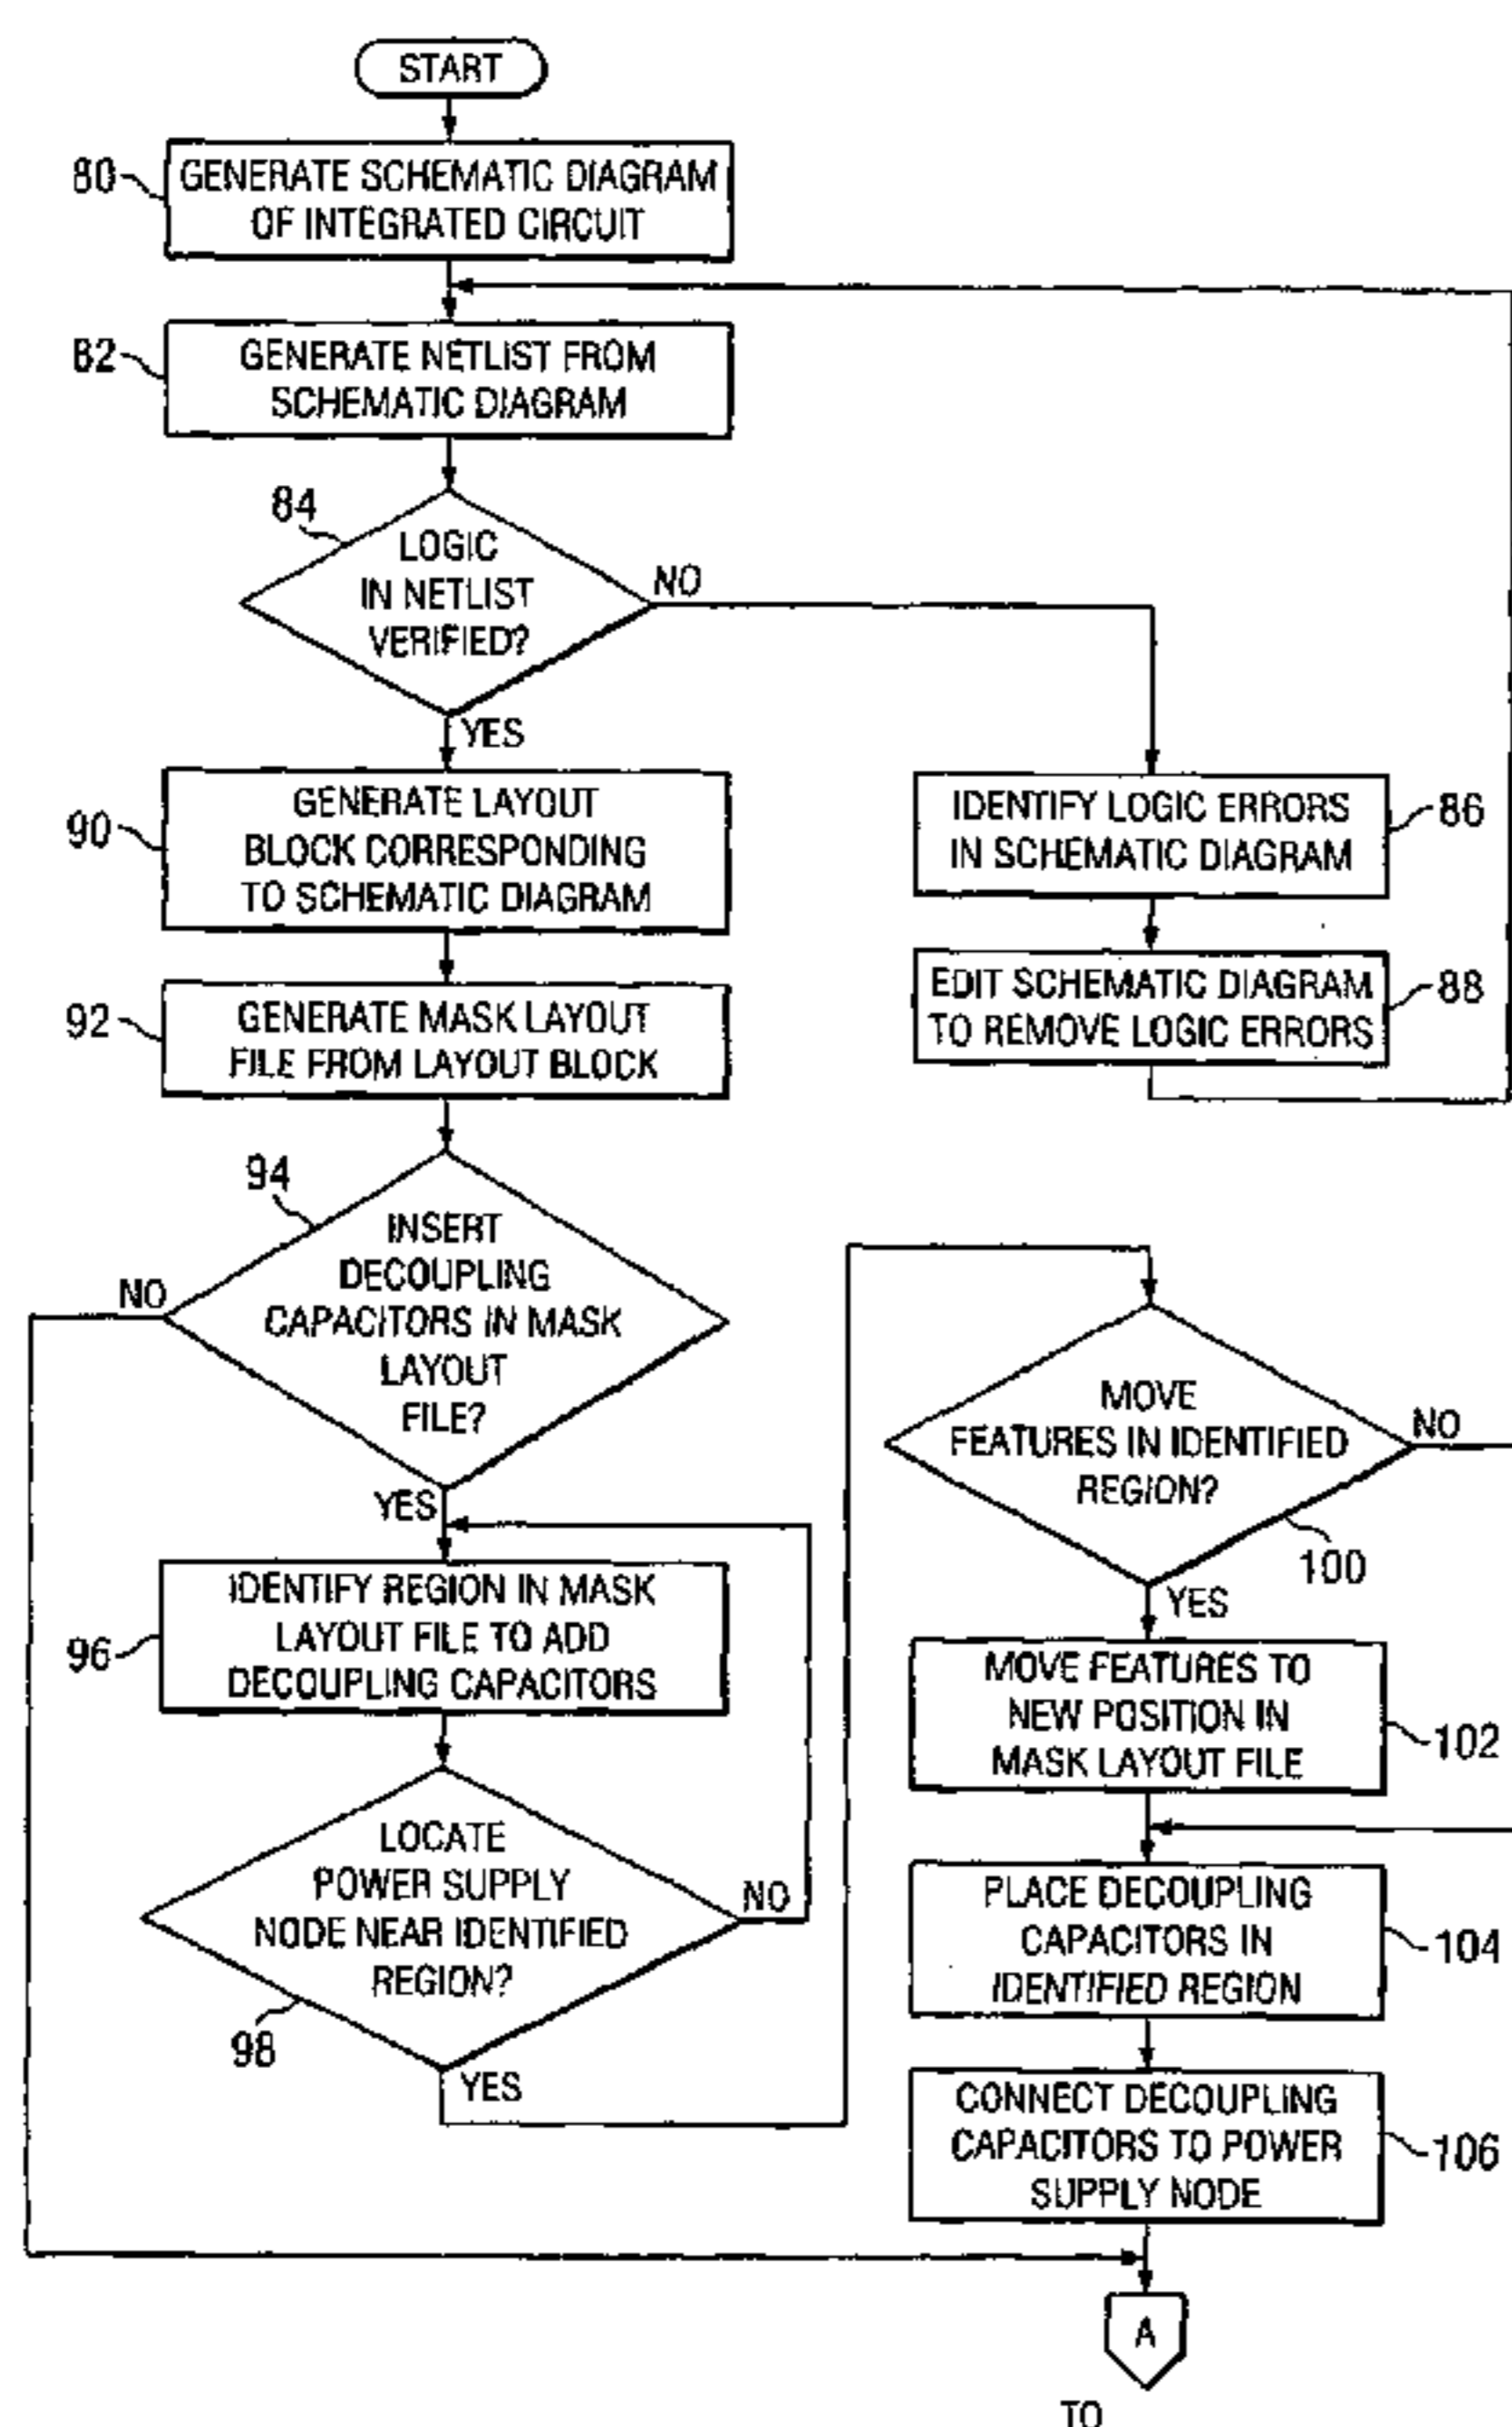 START
80
GENERATE SCHEMATIC DIAGRAM
OF INTEGRATED CIRCUIT
82
GENERATE NETLIST FROM
SCHEMATIC DIAGRAM
84
LOGIC
IN NETLIST
VERIFIED?
NO
YES
90
GENERATE LAYOUT
BLOCK CORRESPONDING
TO SCHEMATIC DIAGRAM
IDENTIFY LOGIC ERRORS
IN SCHEMATIC DIAGRAM
86
92
GENERATE MASK LAYOUT
FILE FROM LAYOUT BLOCK
EDIT SCHEMATIC DIAGRAM
TO REMOVE LOGIC ERRORS
88
94
INSERT
DECOUPLING
CAPACITORS IN MASK
LAYOUT
FILE?
NO
YES
96
IDENTIFY REGION IN MASK
LAYOUT FILE TO ADD
DECOUPLING CAPACITORS
LOCATE
POWER SUPPLY
NODE NEAR IDENTIFIED
REGION?
NO
98
YES
MOVE
FEATURES IN IDENTIFIED
REGION?
NO
100
YES
MOVE FEATURES TO
NEW POSITION IN
MASK LAYOUT FILE
102
PLACE DECOUPLING
CAPACITORS IN
IDENTIFIED REGION
104
CONNECT DECOUPLING
CAPACITORS TO POWER
SUPPLY NODE
106
A
TO